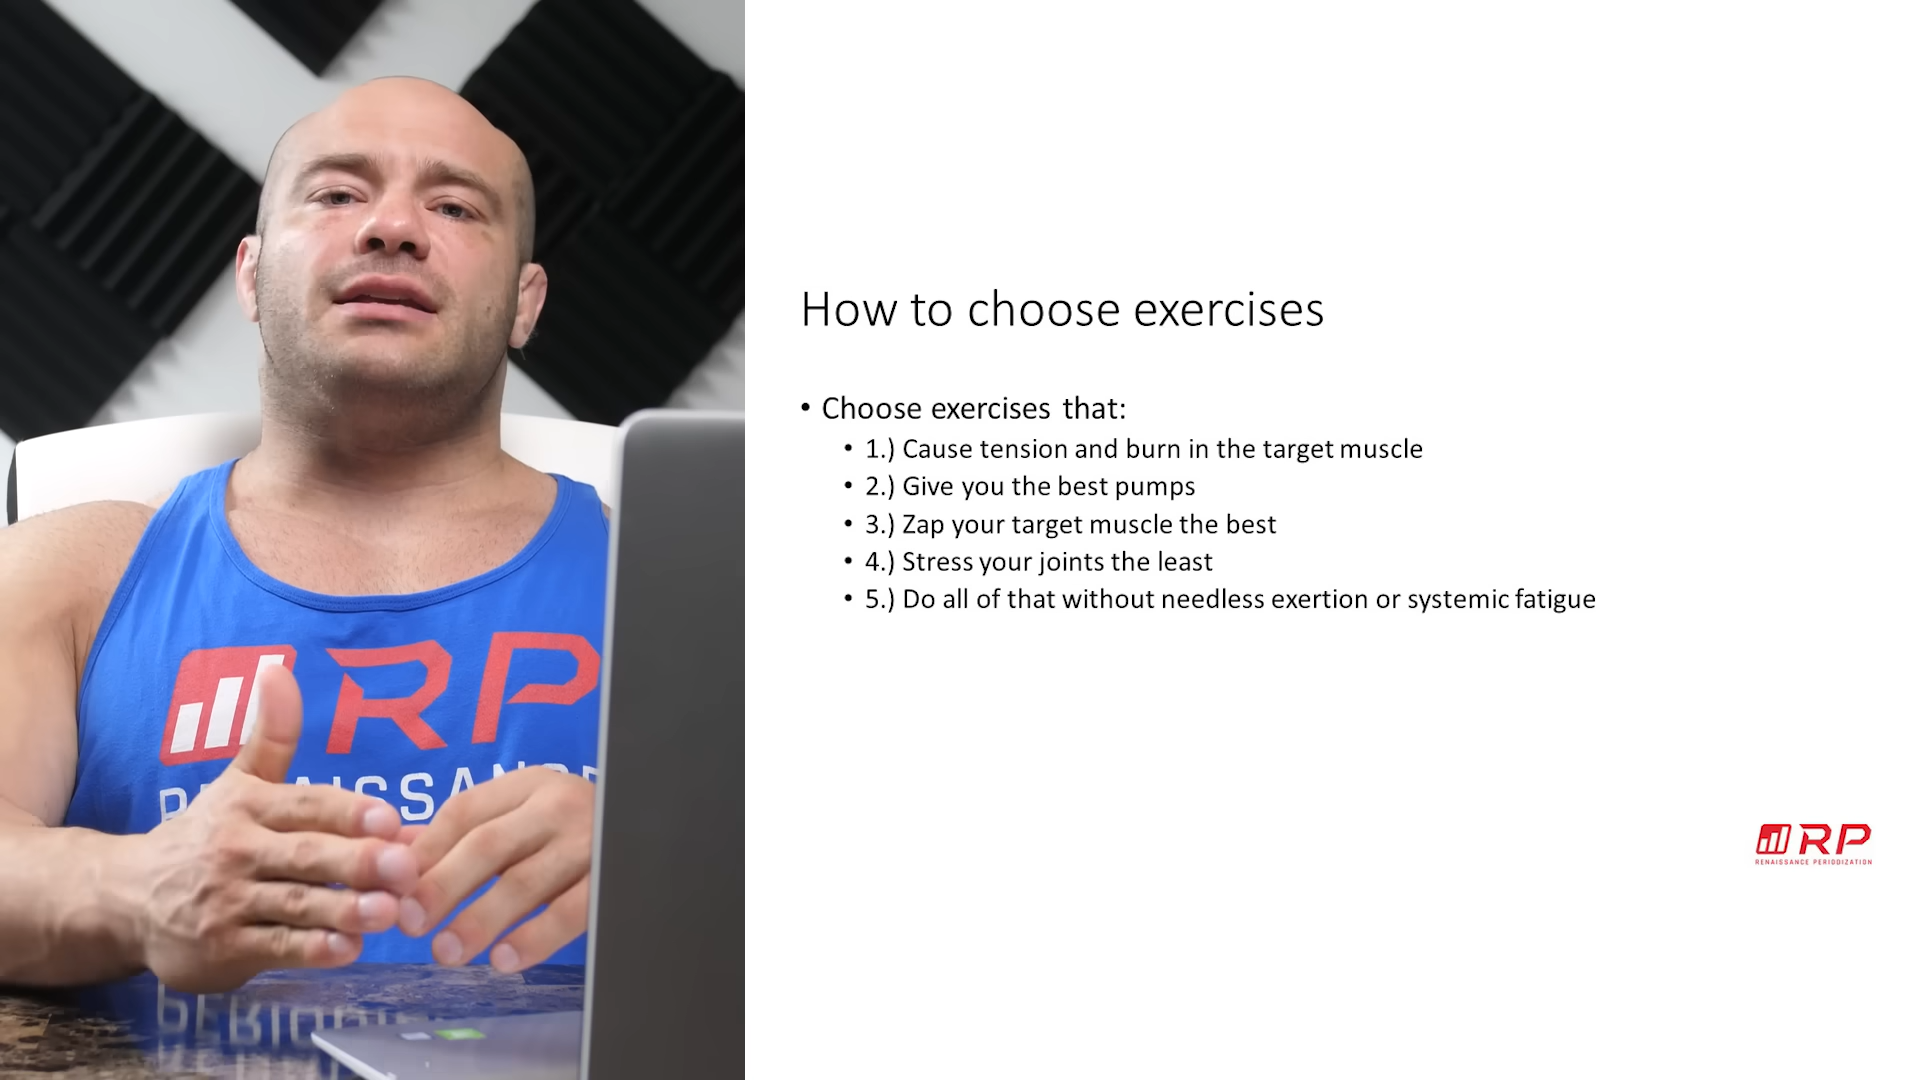 How to choose exercises
• Choose exercises that:
• 1.) Cause tension and burn in the target muscle
• 2.) Give you the best pumps
• 3.) Zap your target muscle the best
• 4.) Stress your joints the least
• 5.) Do all of that without needless exertion or systemic fatigue
RP
RENAISSANCE PERIODIZATION
RP